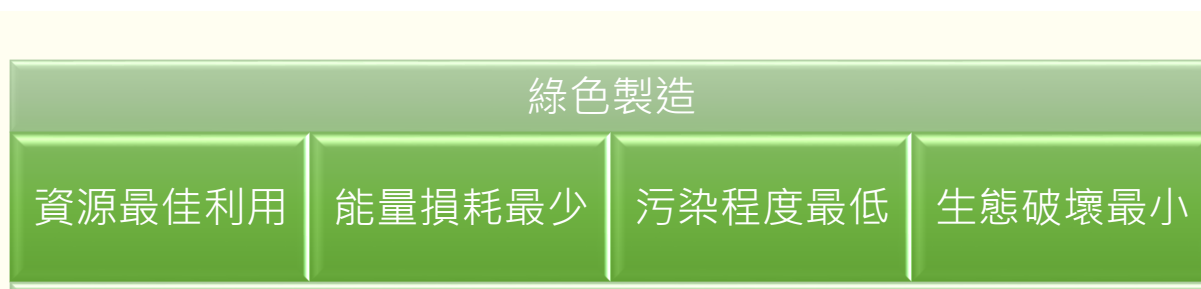 綠色製造
資源最佳利用
能量損耗最少
污染程度最低
生態破壞最小